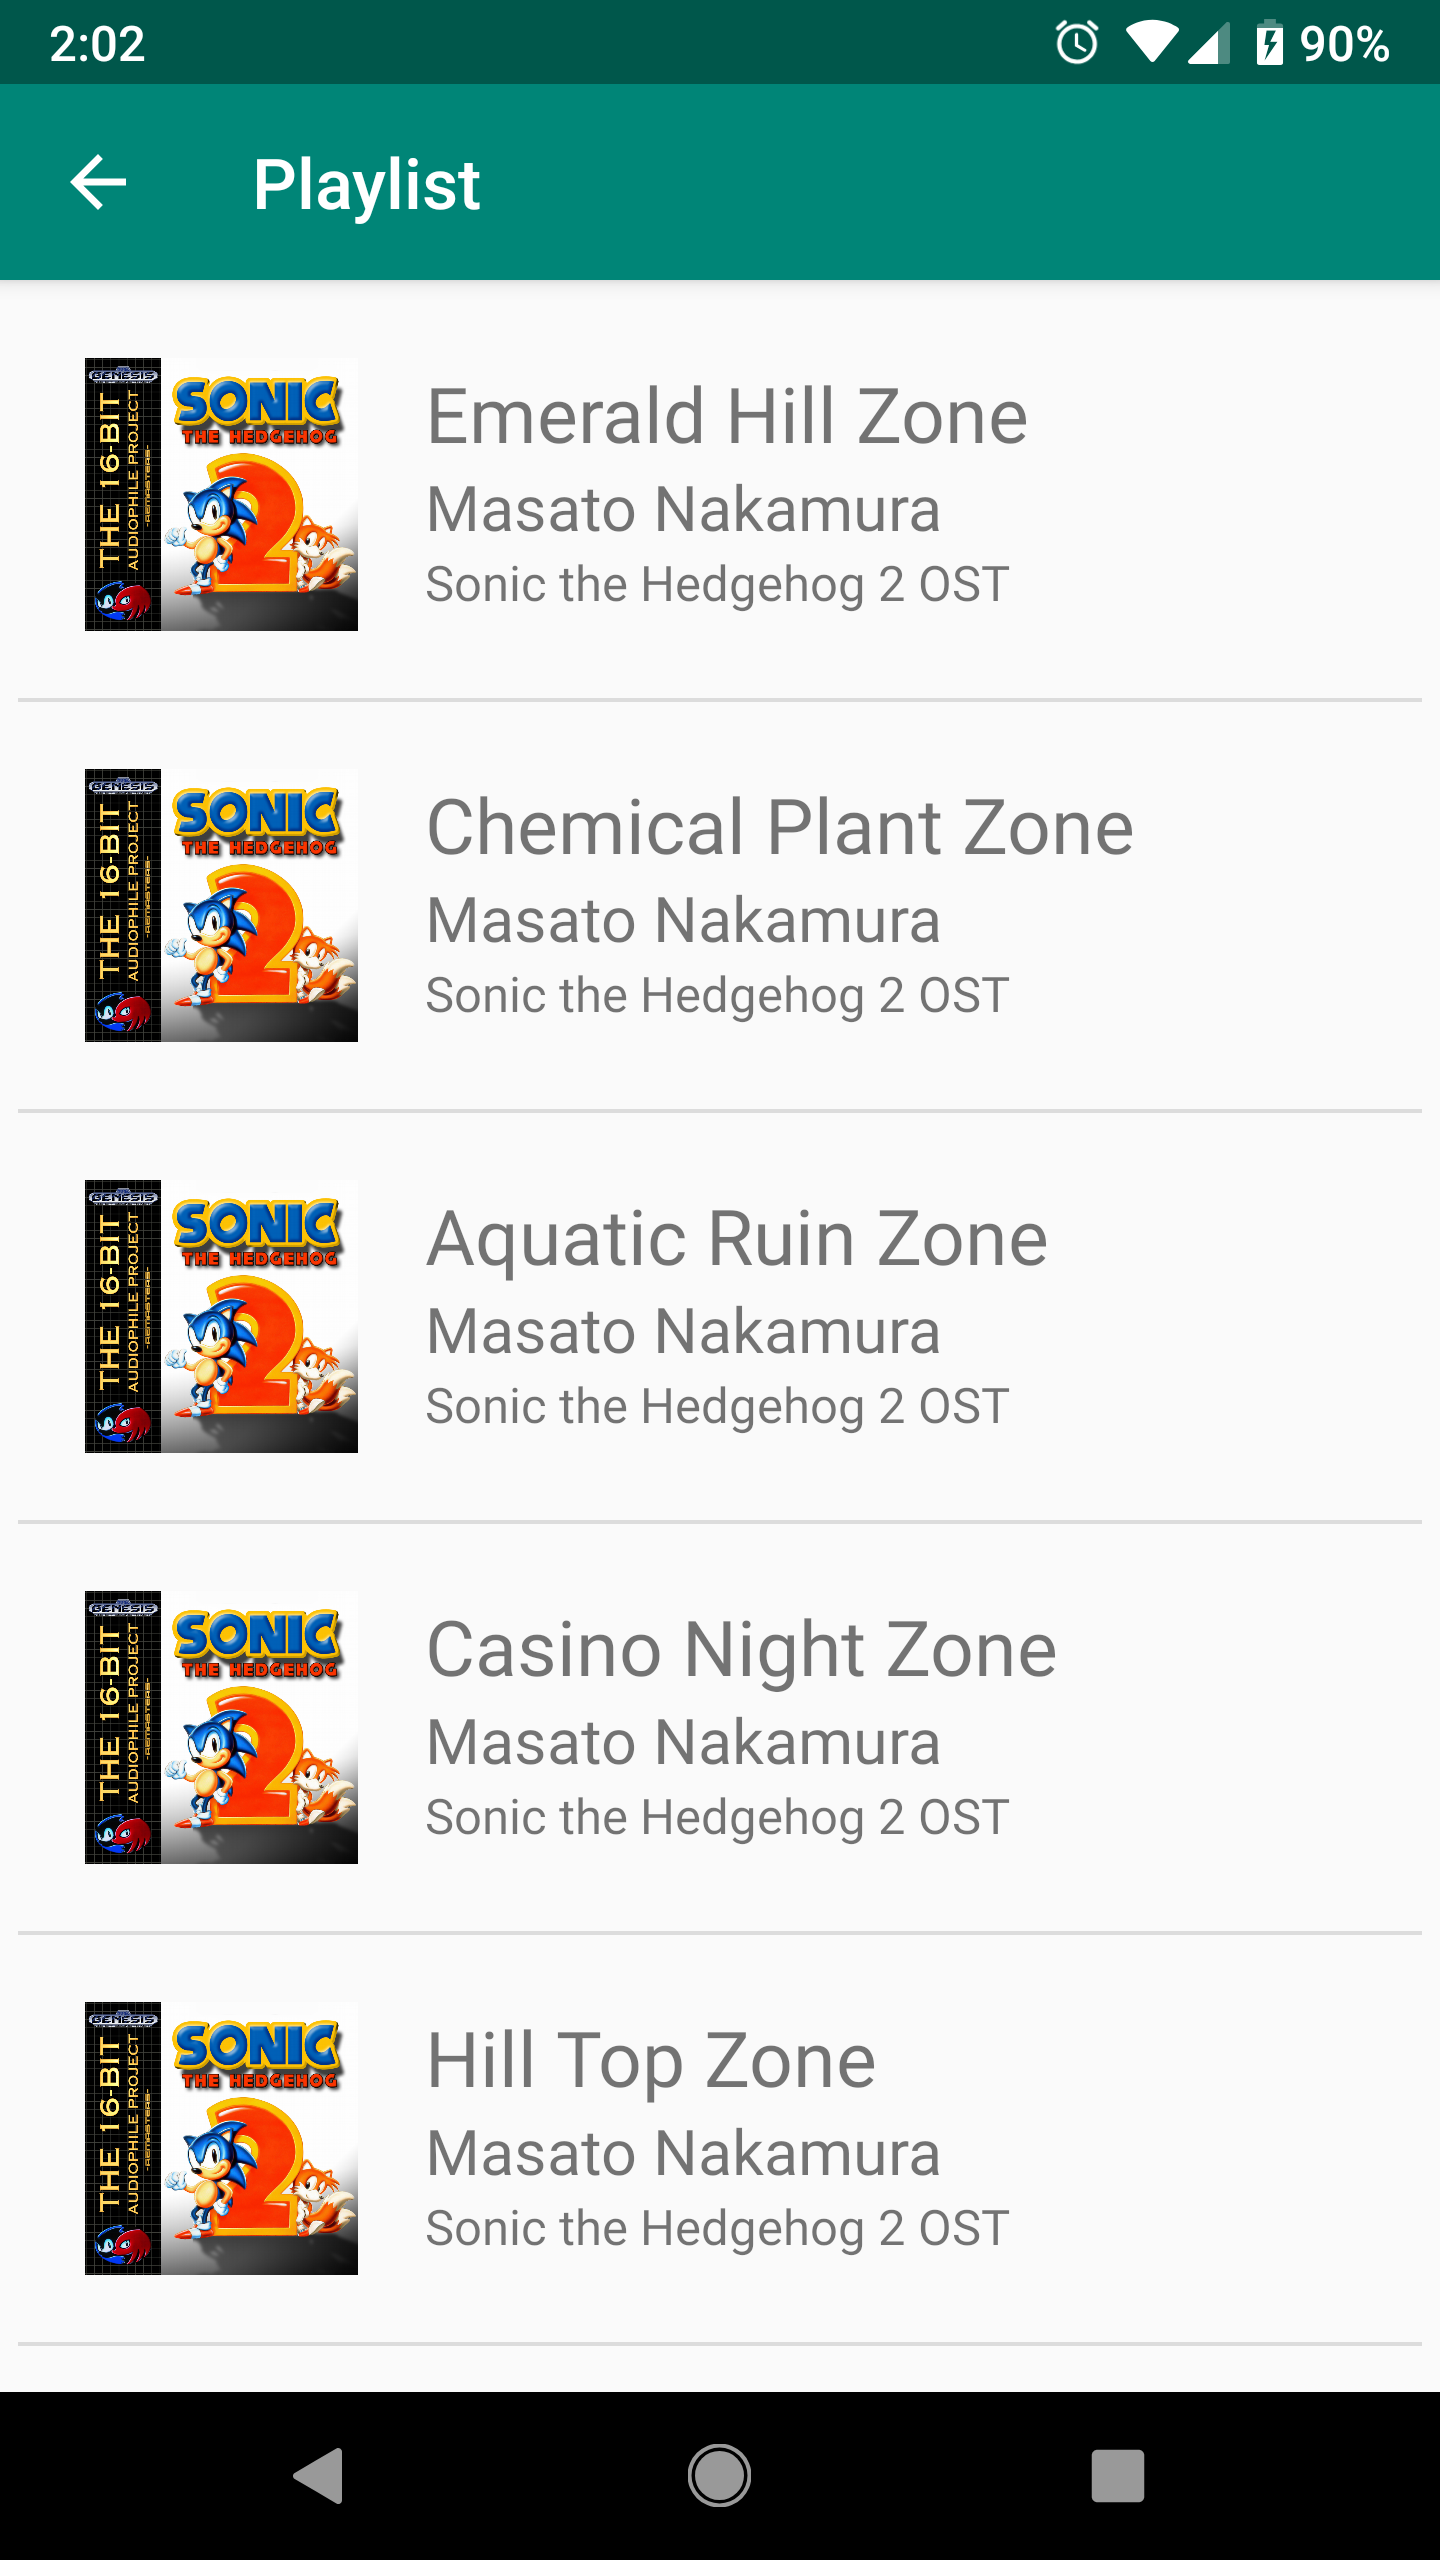 2:02
90%
Playlist
GENESIS
THE 16-BIT
AUDIOPHILE PROJECT
-REMASTERS-
SONIC
THE HEDGEHOG
2
Emerald Hill Zone
Masato Nakamura
Sonic the Hedgehog 2 OST
GENESIS
THE 16-BIT
AUDIOPHILE PROJECT
-REMASTERS-
SONIC
THE HEDGEHOG
2
Chemical Plant Zone
Masato Nakamura
Sonic the Hedgehog 2 OST
GENESIS
THE 16-BIT
AUDIOPHILE PROJECT
-REMASTERS-
SONIC
THE HEDGEHOG
2
Aquatic Ruin Zone
Masato Nakamura
Sonic the Hedgehog 2 OST
GENESIS
THE 16-BIT
AUDIOPHILE PROJECT
-REMASTERS-
SONIC
THE HEDGEHOG
2
Casino Night Zone
Masato Nakamura
Sonic the Hedgehog 2 OST
GENESIS
THE 16-BIT
AUDIOPHILE PROJECT
-REMASTERS-
SONIC
THE HEDGEHOG
2
Hill Top Zone
Masato Nakamura
Sonic the Hedgehog 2 OST